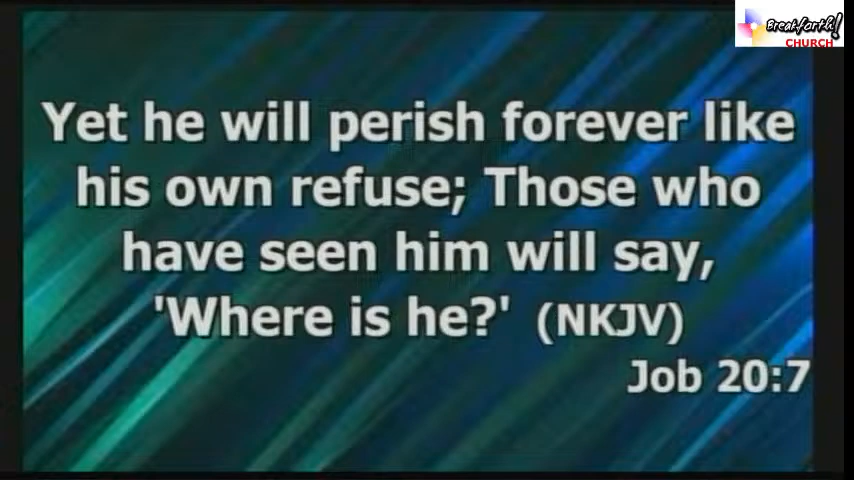 Breakforth!
CHURCH
Yet he will perish forever like
his own refuse; Those who
have seen him will say,
'Where is he?' (NKJV)
Job 20:7